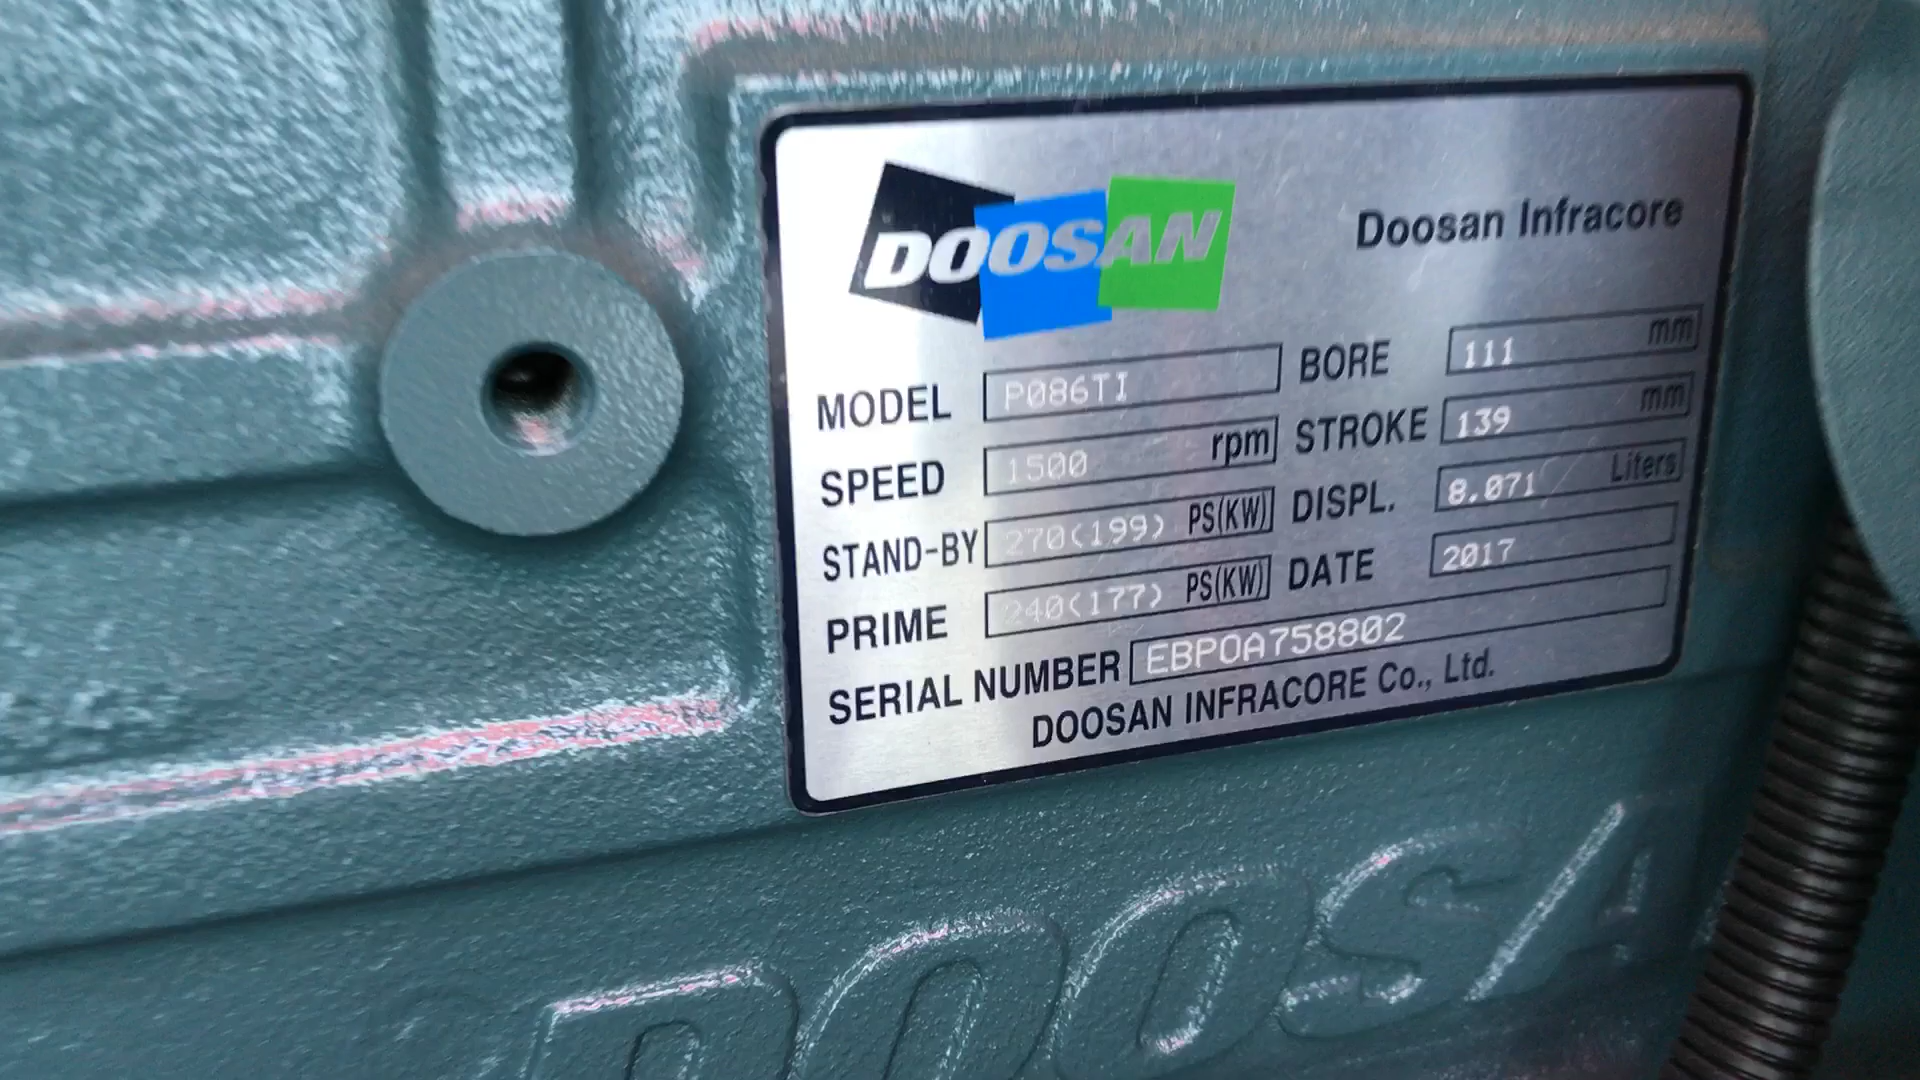 DOOSAN
Doosan Infracore
MODEL P086TI BORE 111 mm
SPEED 1500 rpm STROKE 139 mm
STAND-BY 270(199) PS(KW) DISPL. 8.071 Liters
PRIME 240(177) PS(KW) DATE 2017
SERIAL NUMBER EBPOA758802
DOOSAN INFRACORE Co., Ltd.
DOOSA